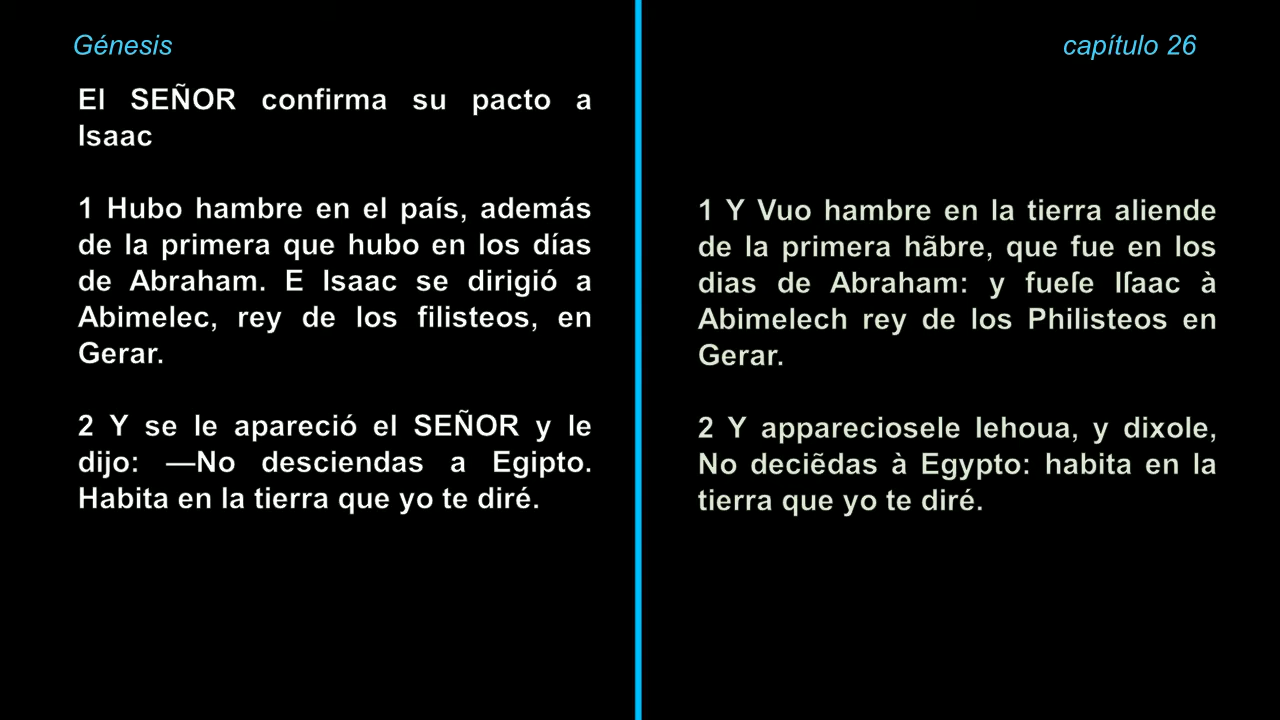 Génesis
capítulo 26
El SEÑOR confirma su pacto a
Isaac
1 Hubo hambre en el país, además
de la primera que hubo en los días
de Abraham. E Isaac se dirigió a
Abimelec, rey de los filisteos, en
Gerar.
2 Y se le apareció el SEÑOR y le
dijo: —No desciendas a Egipto.
Habita en la tierra que yo te diré.
1 Y Vuo hambre en la tierra aliende
de la primera hãbre, que fue en los
dias de Abraham: y fueſe Iſaac à
Abimelech rey de los Philisteos en
Gerar.
2 Y appareciosele Iehoua, y dixole,
No deciẽdas à Egypto: habita en la
tierra que yo te diré.